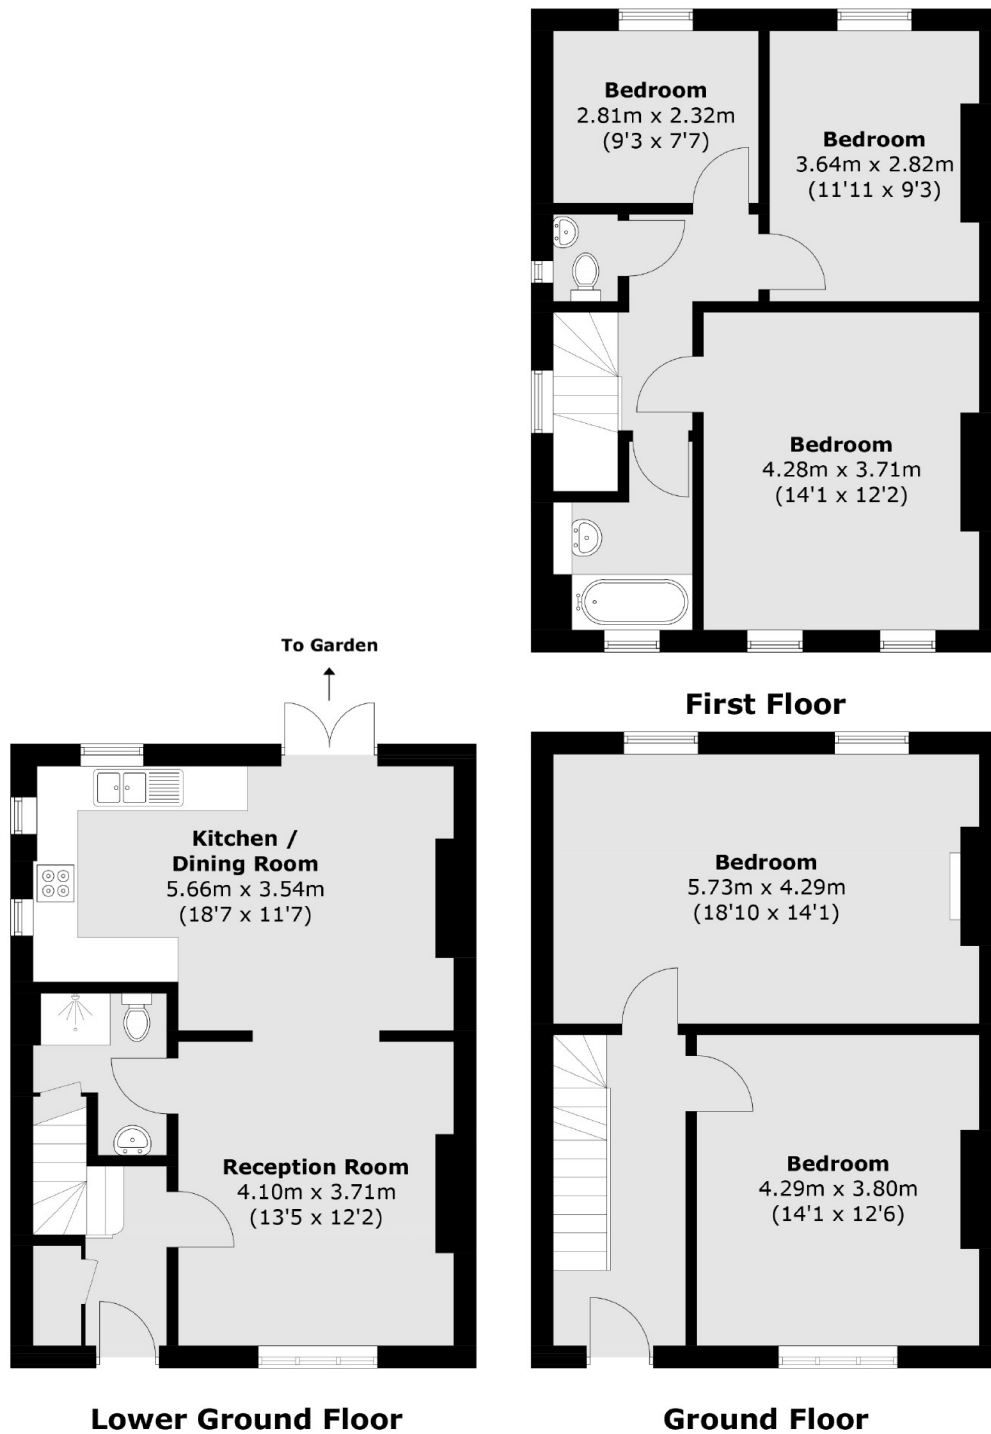 Bedroom
2.81m x 2.32m
(9'3 x 7'7)
Bedroom
3.64m x 2.82m
(11'11 x 9'3)
Bedroom
4.28m x 3.71m
(14'1 x 12'2)
First Floor
To Garden
Kitchen /
Dining Room
5.66m x 3.54m
(18'7 x 11'7)
Reception Room
4.10m x 3.71m
(13'5 x 12'2)
Lower Ground Floor
Bedroom
5.73m x 4.29m
(18'10 x 14'1)
Bedroom
4.29m x 3.80m
(14'1 x 12'6)
Ground Floor